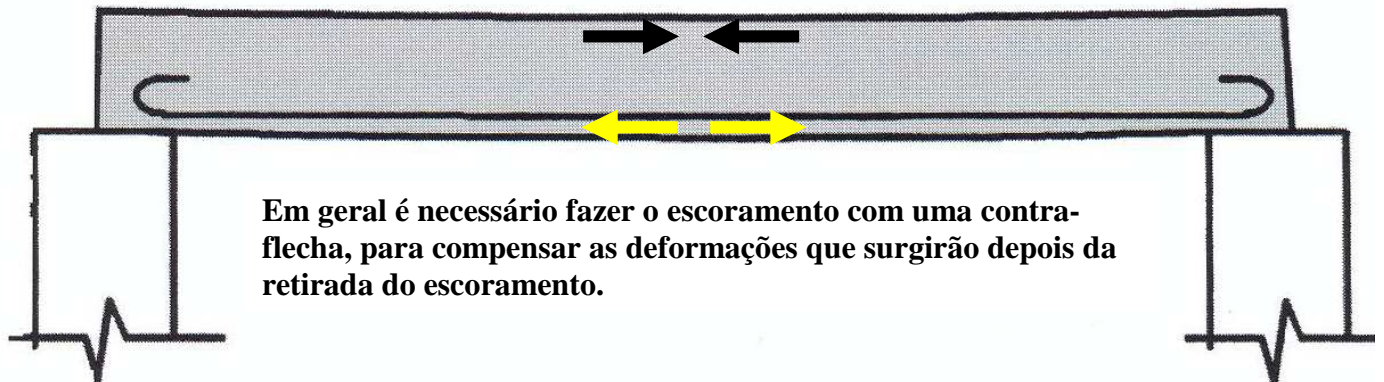 Em geral é necessário fazer o escoramento com uma contra-
flecha, para compensar as deformações que surgirão depois da
retirada do escoramento.